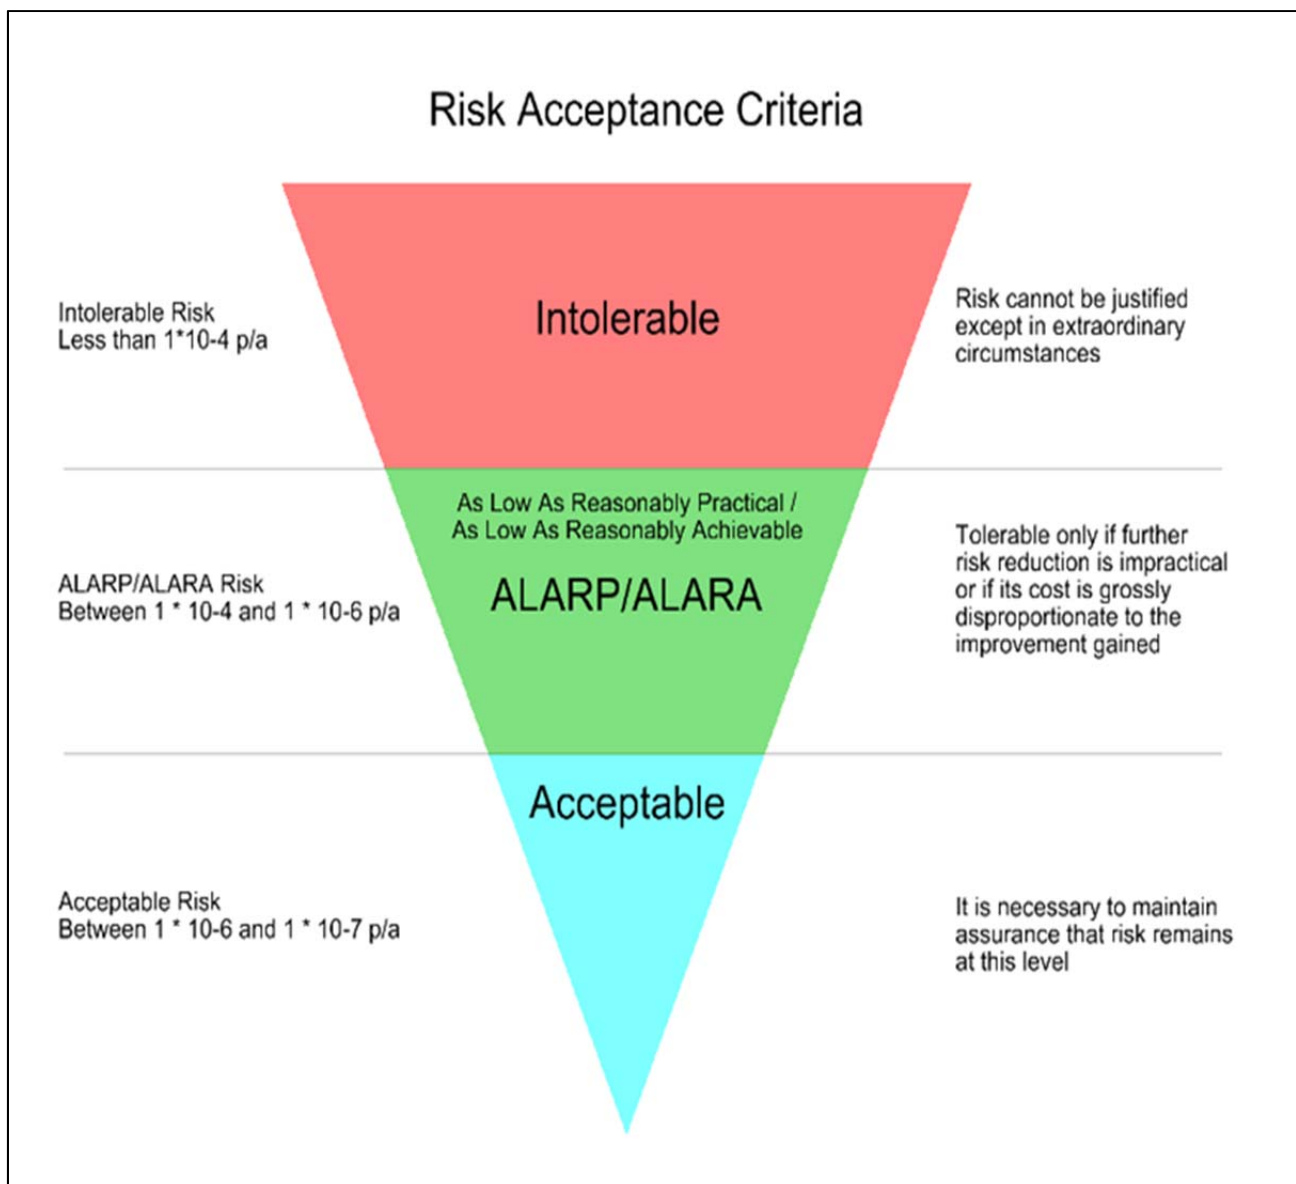 Risk Acceptance Criteria
Intolerable Risk
Less than 1*10-4 p/a
Intolerable
Risk cannot be justified
except in extraordinary
circumstances
As Low As Reasonably Practical /
As Low As Reasonably Achievable
ALARP/ALARA Risk
Between 1 * 10-4 and 1 * 10-6 p/a
ALARP/ALARA
Tolerable only if further
risk reduction is impractical
or if its cost is grossly
disproportionate to the
improvement gained
Acceptable
Acceptable Risk
Between 1 * 10-6 and 1 * 10-7 p/a
It is necessary to maintain
assurance that risk remains
at this level